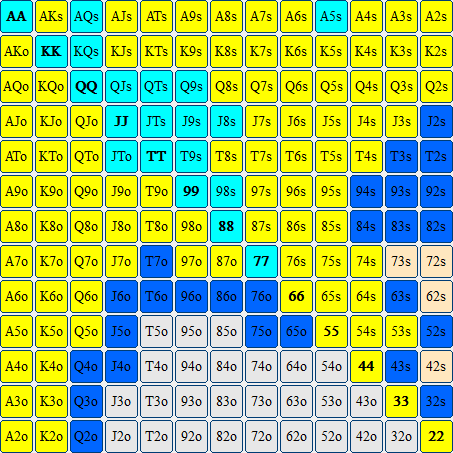 AA AKs AQs AJs ATs A9s A8s A7s A6s A5s A4s A3s A2s
AKo KK KQs KJs KTs K9s K8s K7s K6s K5s K4s K3s K2s
AQo KQo QQ QJs QTs Q9s Q8s Q7s Q6s Q5s Q4s Q3s Q2s
AJo KJo QJo JJ JTs J9s J8s J7s J6s J5s J4s J3s J2s
ATo KTo QTo JTo TT T9s T8s T7s T6s T5s T4s T3s T2s
A9o K9o Q9o J9o T9o 99 98s 97s 96s 95s 94s 93s 92s
A8o K8o Q8o J8o T8o 98o 88 87s 86s 85s 84s 83s 82s
A7o K7o Q7o J7o T7o 97o 87o 77 76s 75s 74s 73s 72s
A6o K6o Q6o J6o T6o 96o 86o 76o 66 65s 64s 63s 62s
A5o K5o Q5o J5o T5o 95o 85o 75o 65o 55 54s 53s 52s
A4o K4o Q4o J4o T4o 94o 84o 74o 64o 54o 44 43s 42s
A3o K3o Q3o J3o T3o 93o 83o 73o 63o 53o 43o 33 32s
A2o K2o Q2o J2o T2o 92o 82o 72o 62o 52o 42o 32o 22